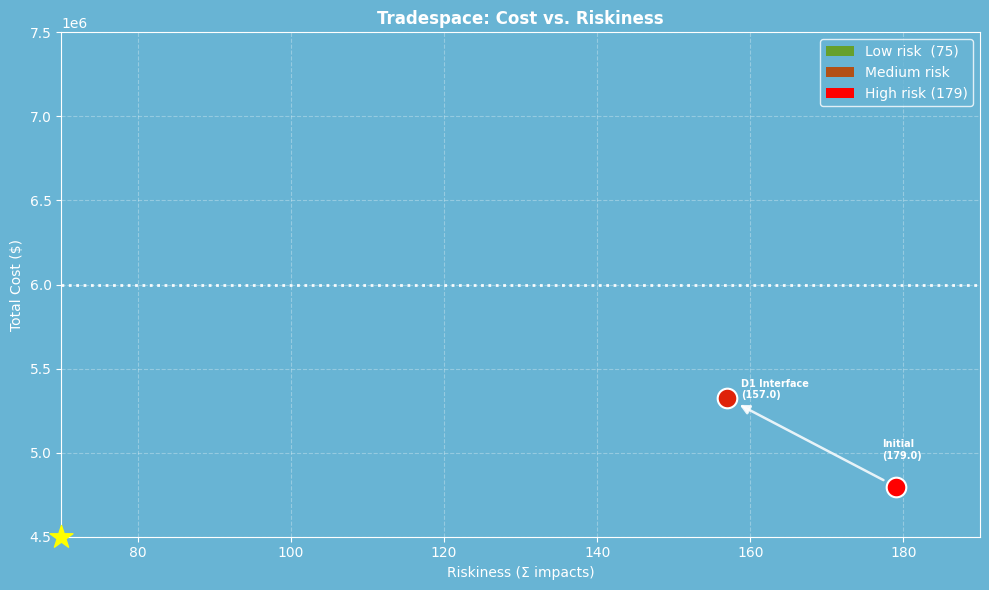 Tradespace: Cost vs. Riskiness
1e6
7.5
7.0
6.5
6.0
5.5
5.0
4.5
Total Cost ($)
Low risk  (75)
Medium risk
High risk (179)
D1 Interface
(157.0)
Initial
(179.0)
80
100
120
140
160
180
Riskiness (Σ impacts)